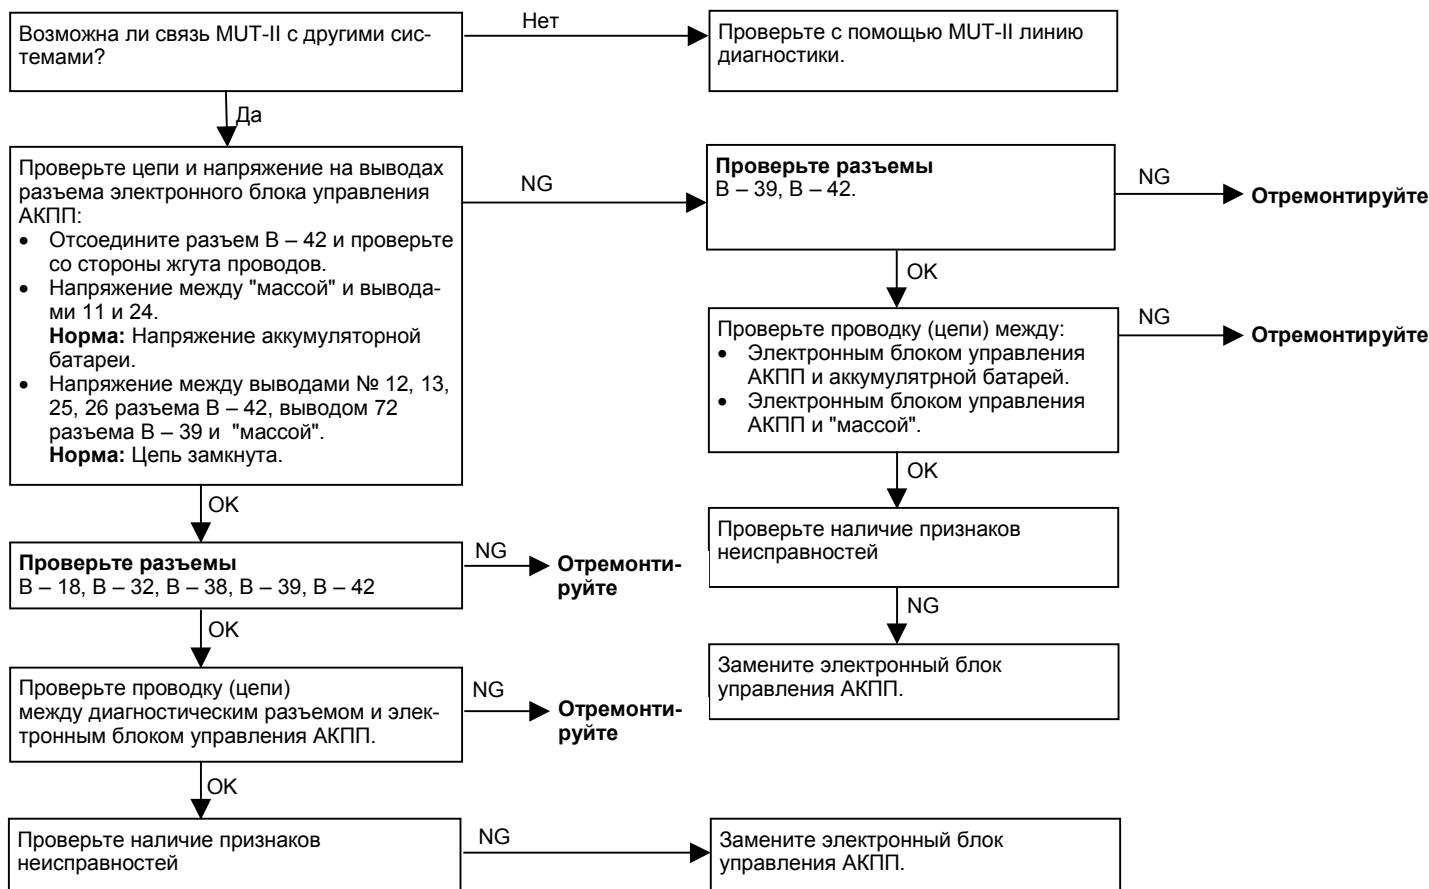 Возможна ли связь MUT-II с другими сис-
темами?
Нет
Проверьте с помощью MUT-II линию
диагностики.
Да
Проверьте цепи и напряжение на выводах
разъема электронного блока управления
АКПП:
• Отсоедините разъем B – 42 и проверьте
со стороны жгута проводов.
• Напряжение между "массой" и вывода-
ми 11 и 24.
Норма: Напряжение аккумуляторной
батареи.
• Напряжение между выводами № 12, 13,
25, 26 разъема B – 42, выводом 72
разъема B – 39 и "массой".
Норма: Цепь замкнута.
NG
Проверьте разъемы
B – 39, B – 42.
NG
Отремонтируйте
OK
Проверьте проводку (цепи) между:
• Электронным блоком управления
АКПП и аккумулятрной батарей.
• Электронным блоком управления
АКПП и "массой".
NG
Отремонтируйте
OK
Проверьте наличие признаков
неисправностей
NG
Замените электронный блок
управления АКПП.
OK
Проверьте разъемы
B – 18, B – 32, B – 38, B – 39, B – 42
NG
Отремонти-
руйте
OK
Проверьте проводку (цепи)
между диагностическим разъемом и элек-
тронным блоком управления АКПП.
NG
Отремонти-
руйте
OK
Проверьте наличие признаков
неисправностей
NG
Замените электронный блок
управления АКПП.